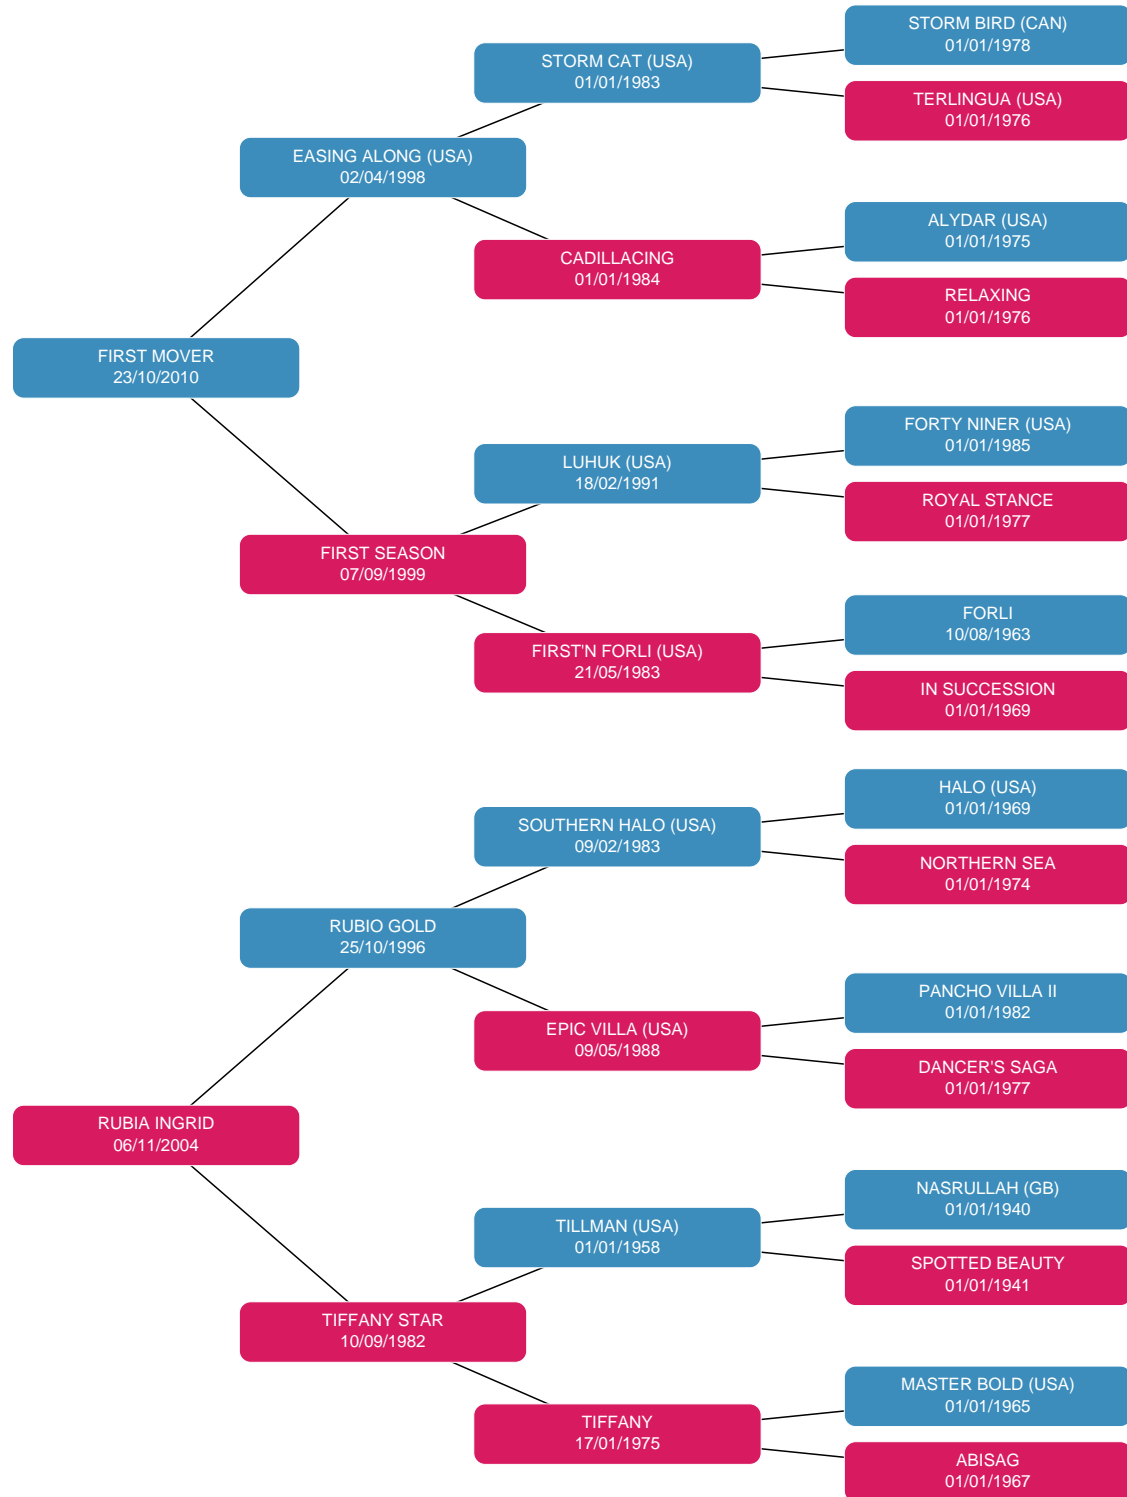 STORM BIRD (CAN)
01/01/1978
STORM CAT (USA)
01/01/1983
TERLINGUA (USA)
01/01/1976
EASING ALONG (USA)
02/04/1998
ALYDAR (USA)
01/01/1975
CADILLACING
01/01/1984
RELAXING
01/01/1976
FIRST MOVER
23/10/2010
FORTY NINER (USA)
01/01/1985
LUHUK (USA)
18/02/1991
ROYAL STANCE
01/01/1977
FIRST SEASON
07/09/1999
FORLI
10/08/1963
FIRST'N FORLI (USA)
21/05/1983
IN SUCCESSION
01/01/1969
HALO (USA)
01/01/1969
SOUTHERN HALO (USA)
09/02/1983
NORTHERN SEA
01/01/1974
RUBIO GOLD
25/10/1996
PANCHO VILLA II
01/01/1982
EPIC VILLA (USA)
09/05/1988
DANCER'S SAGA
01/01/1977
RUBIA INGRID
06/11/2004
NASRULLAH (GB)
01/01/1940
TILLMAN (USA)
01/01/1958
SPOTTED BEAUTY
01/01/1941
TIFFANY STAR
10/09/1982
MASTER BOLD (USA)
01/01/1965
TIFFANY
17/01/1975
ABISAG
01/01/1967